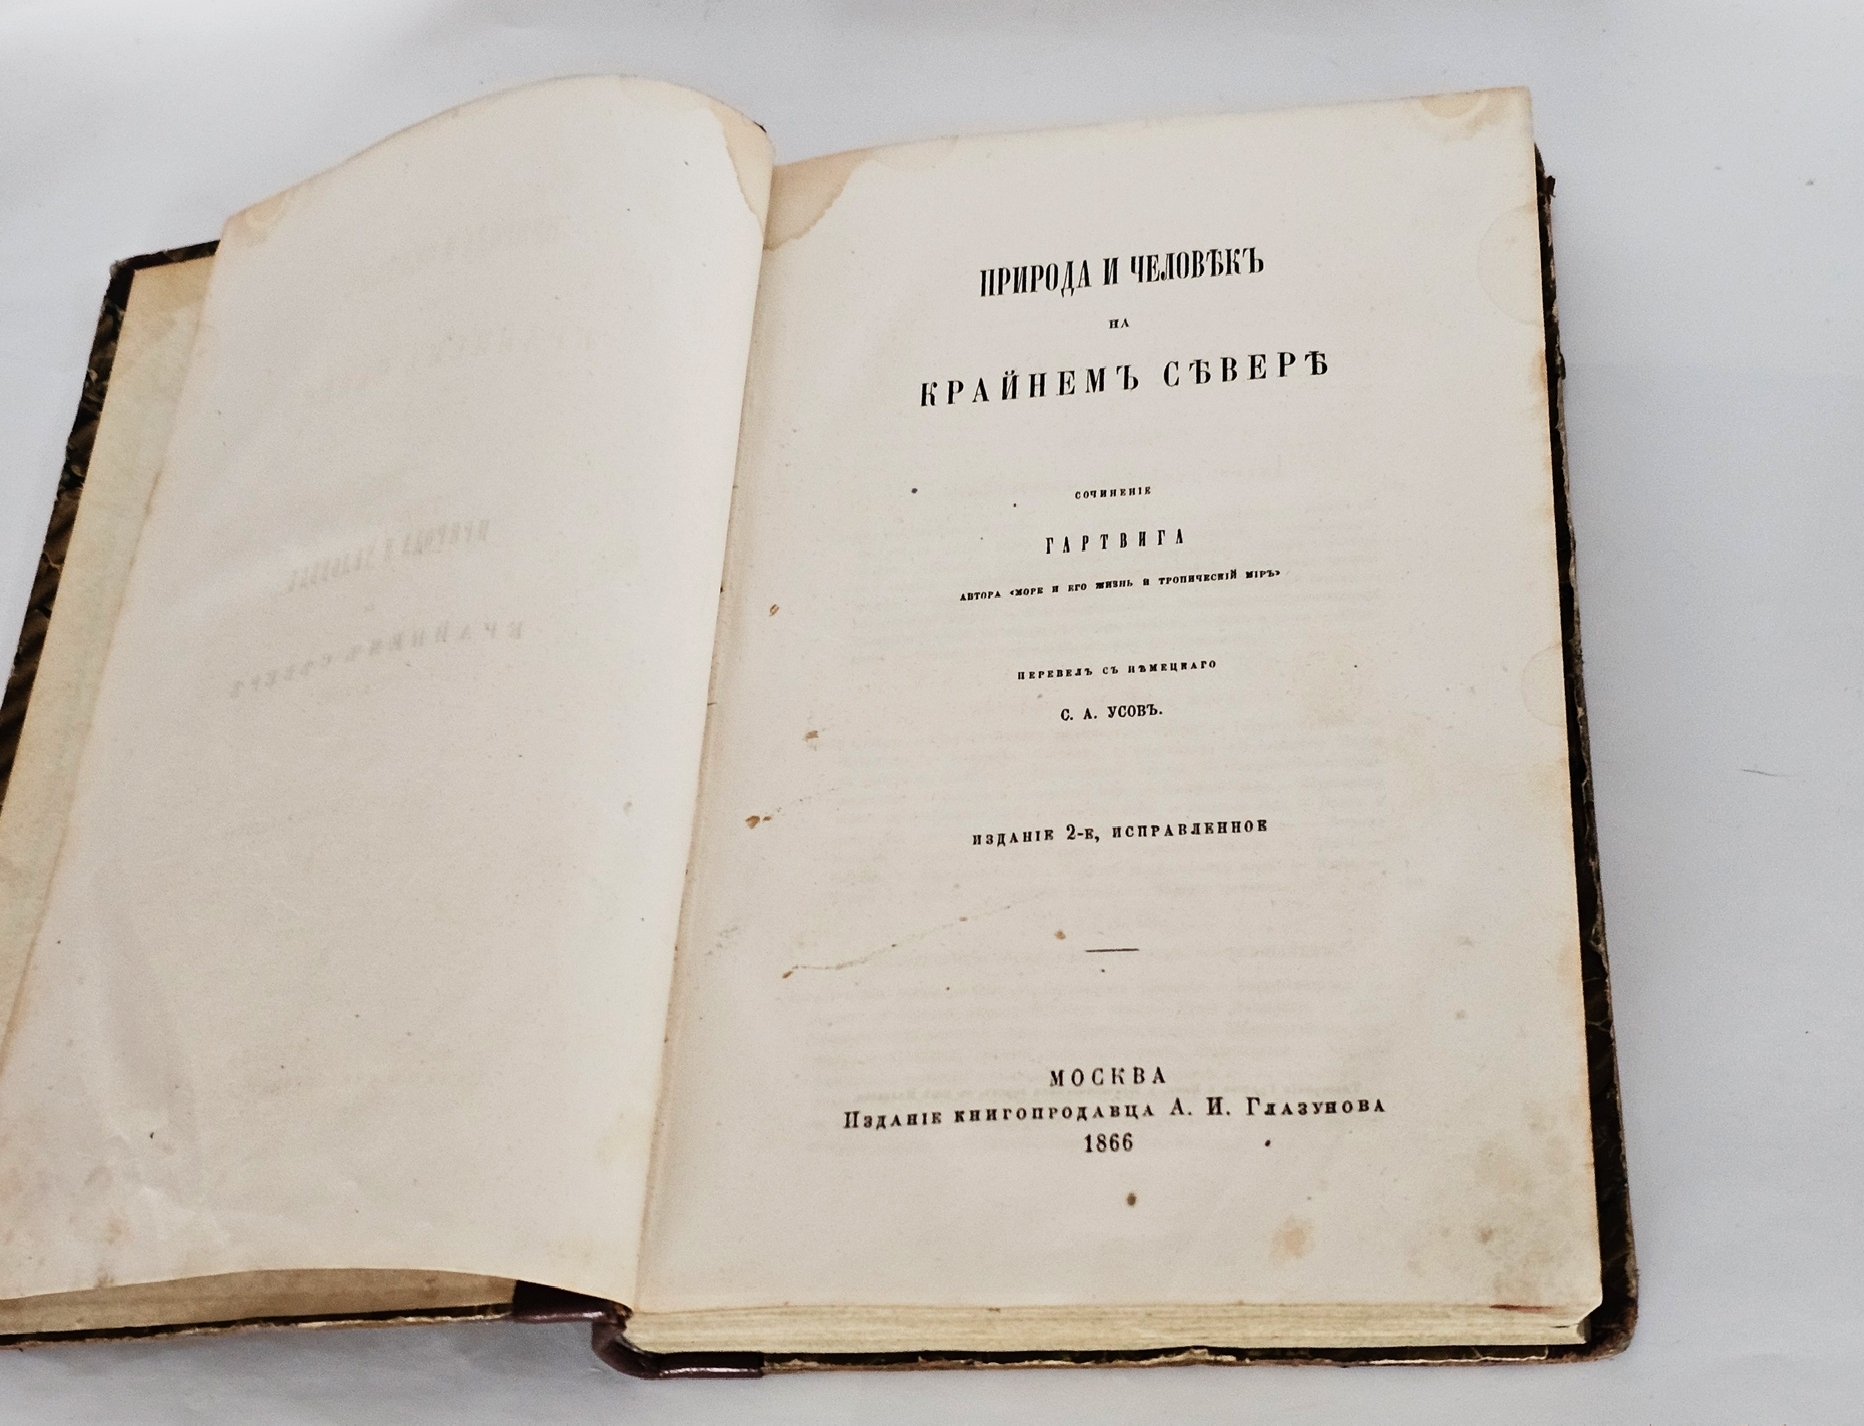 ПРИРОДА И ЧЕЛОВѢКЪ
НА
КРАЙНЕМЪ СѢВЕРѢ
СОЧИНЕНІЕ
ГАРТВИГА
АВТОРА «МОРЕ И ЕГО ЖИЗНЬ И ТРОПИЧЕСКІЙ МІРЪ»
ПЕРЕВЕЛЪ СЪ НѢМЕЦКАГО
С. А. УСОВЪ.
ИЗДАНІЕ 2-Е, ИСПРАВЛЕННОЕ
МОСКВА
ИЗДАНІЕ КНИГОПРОДАВЦА А. И. ГЛАЗУНОВА
1866